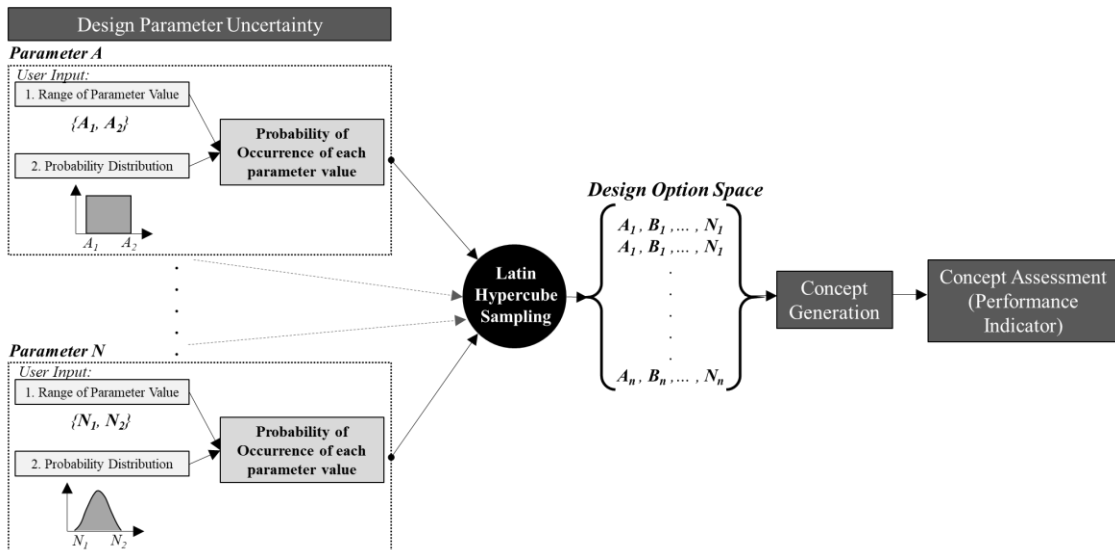 Design Parameter Uncertainty
Parameter A
User Input:
1. Range of Parameter Value
{A1, A2}
2. Probability Distribution
A1 A2
Probability of
Occurrence of each
parameter value
Parameter N
User Input:
1. Range of Parameter Value
{N1, N2}
2. Probability Distribution
N1 N2
Probability of
Occurrence of each
parameter value
Latin
Hypercube
Sampling
Design Option Space
A1 , B1 ,... , N1
A1 , B1 ,... , N1
An , Bn ,... , Nn
Concept
Generation
Concept Assessment
(Performance
Indicator)